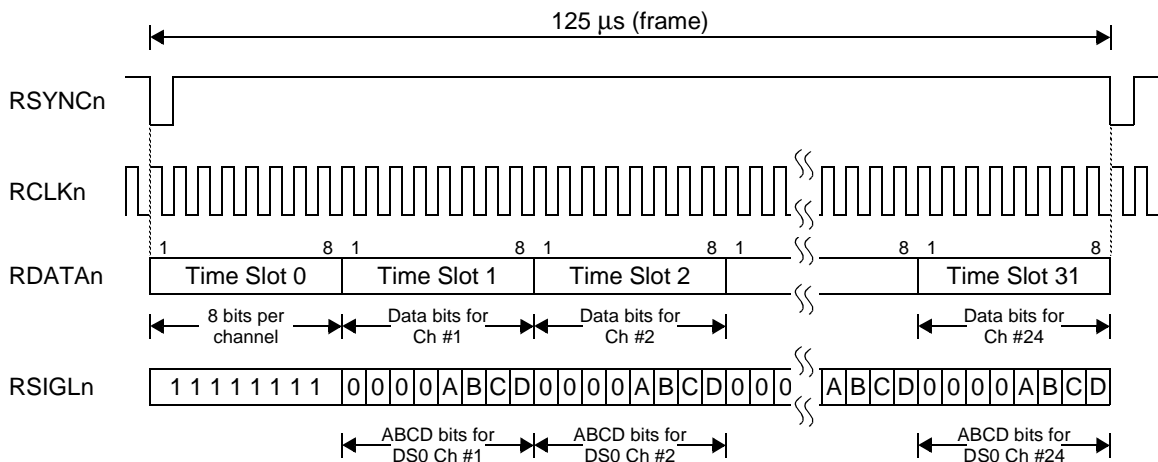 125 μs (frame)
RSYNCn
RCLKn
1 8 1 8 1 8 1 8 1 8
RDATAn Time Slot 0 Time Slot 1 Time Slot 2 Time Slot 31
8 bits per channel Data bits for Ch #1 Data bits for Ch #2 Data bits for Ch #24
RSIGLn 1 1 1 1 1 1 1 1 0 0 0 0 A B C D 0 0 0 0 A B C D 0 0 0 A B C D 0 0 0 0 A B C D
ABCD bits for DS0 Ch #1 ABCD bits for DS0 Ch #2 ABCD bits for DS0 Ch #24